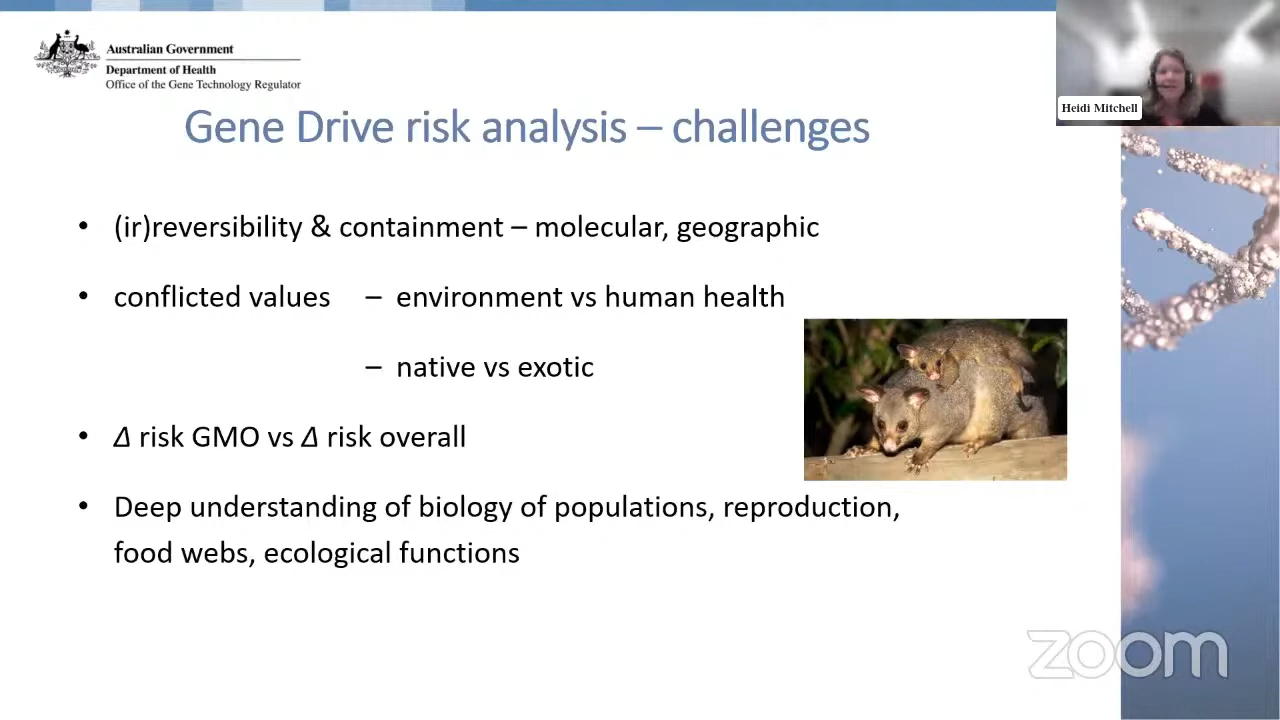 Australian Government
Department of Health
Office of the Gene Technology Regulator
Heidi Mitchell
Gene Drive risk analysis – challenges
• (ir)reversibility & containment – molecular, geographic
• conflicted values – environment vs human health
– native vs exotic
• Δ risk GMO vs Δ risk overall
• Deep understanding of biology of populations, reproduction,
food webs, ecological functions
zoom